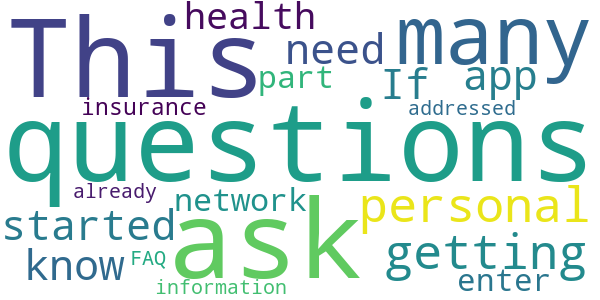 This health many
need If app
part
insurance addressed
questions
already
started network ask personal
know FAQ getting
information enter